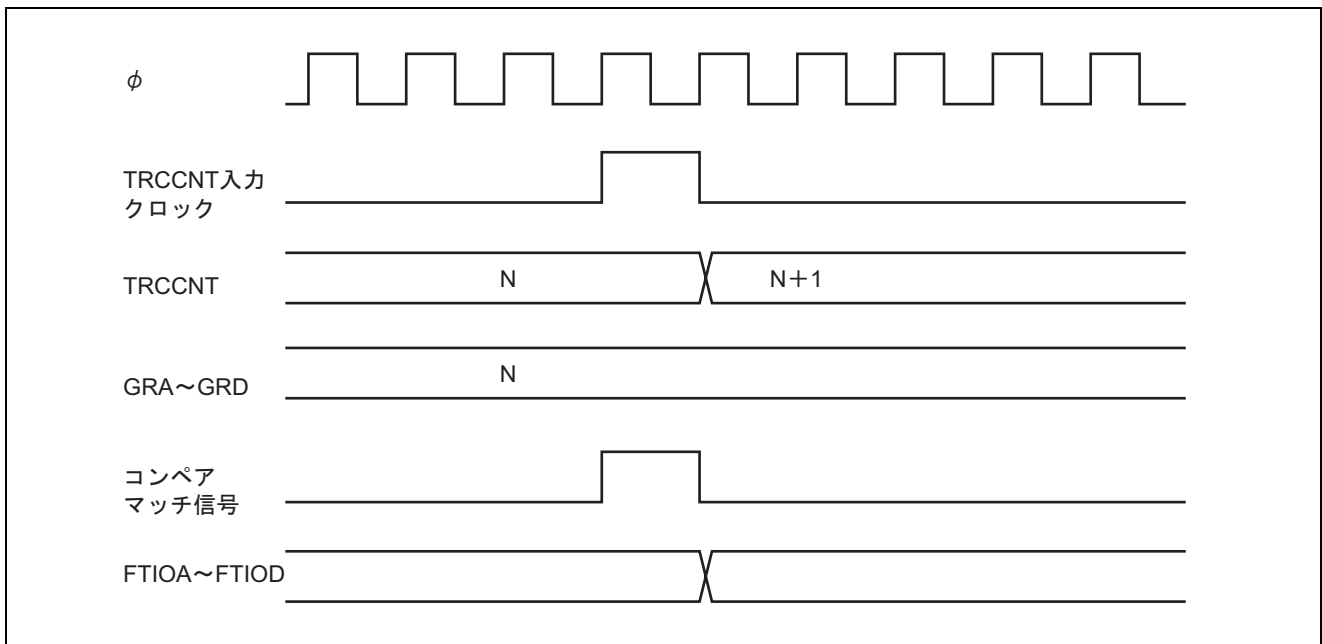 φ
TRCCNT入力
クロック
TRCCNT
N
N＋1
GRA～GRD
N
コンペア
マッチ信号
FTIOA～FTIOD